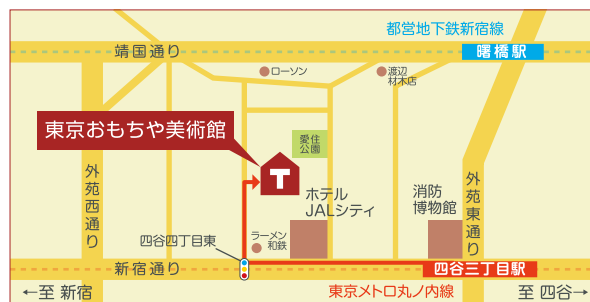 都営地下鉄新宿線
靖国通り
曙橋駅
ローソン
渡辺
材木店
東京おもちゃ美術館
愛住
公園
T
外苑西通り
外苑東通り
ホテル
JALシティ
消防
博物館
四谷四丁目東
ラーメン
和鉄
新宿通り
四谷三丁目駅
←至 新宿
東京メトロ丸ノ内線
至 四谷→